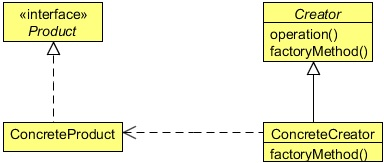 «interface»
Product
Creator
operation()
factoryMethod()
ConcreteProduct
ConcreteCreator
factoryMethod()